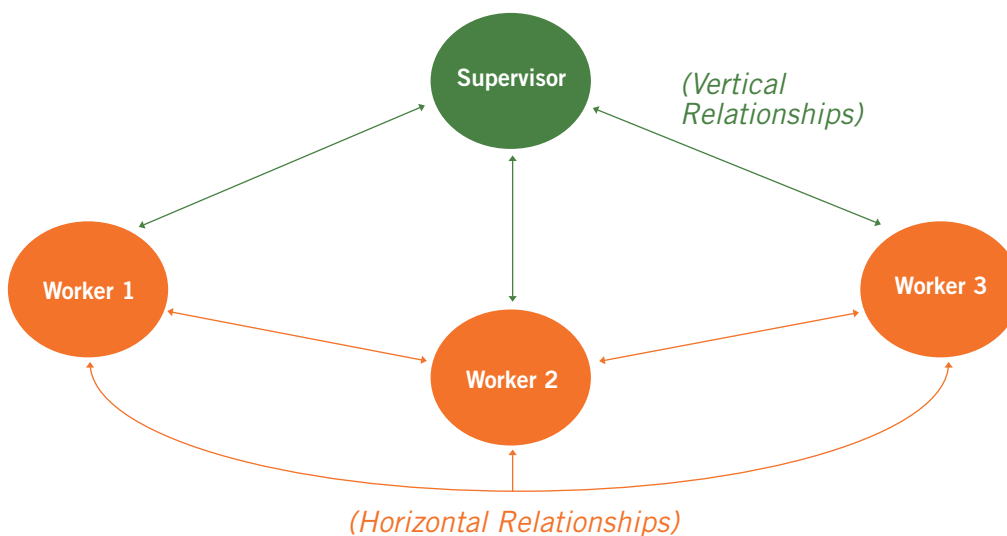 Supervisor
(Vertical
Relationships)
Worker 1
Worker 3
Worker 2
(Horizontal Relationships)